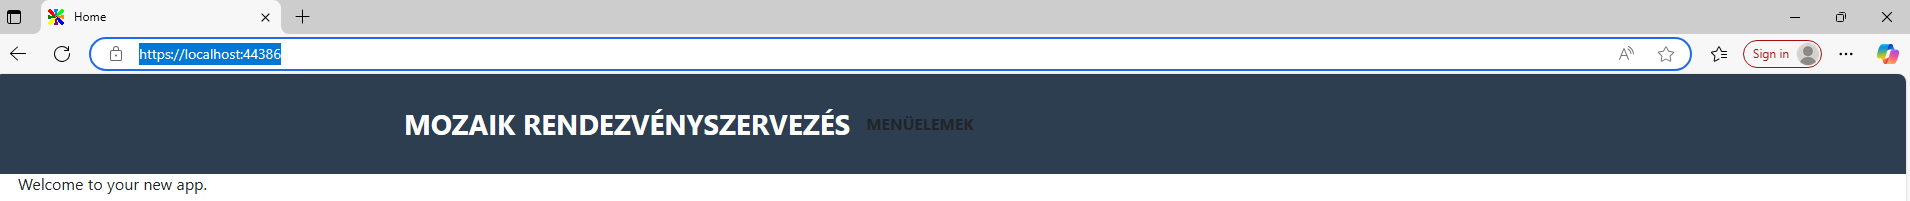 Home
https://localhost:44386
Sign in
MOZAIK RENDEZVÉNYSZERVEZÉS MENÜELEMEK
Welcome to your new app.